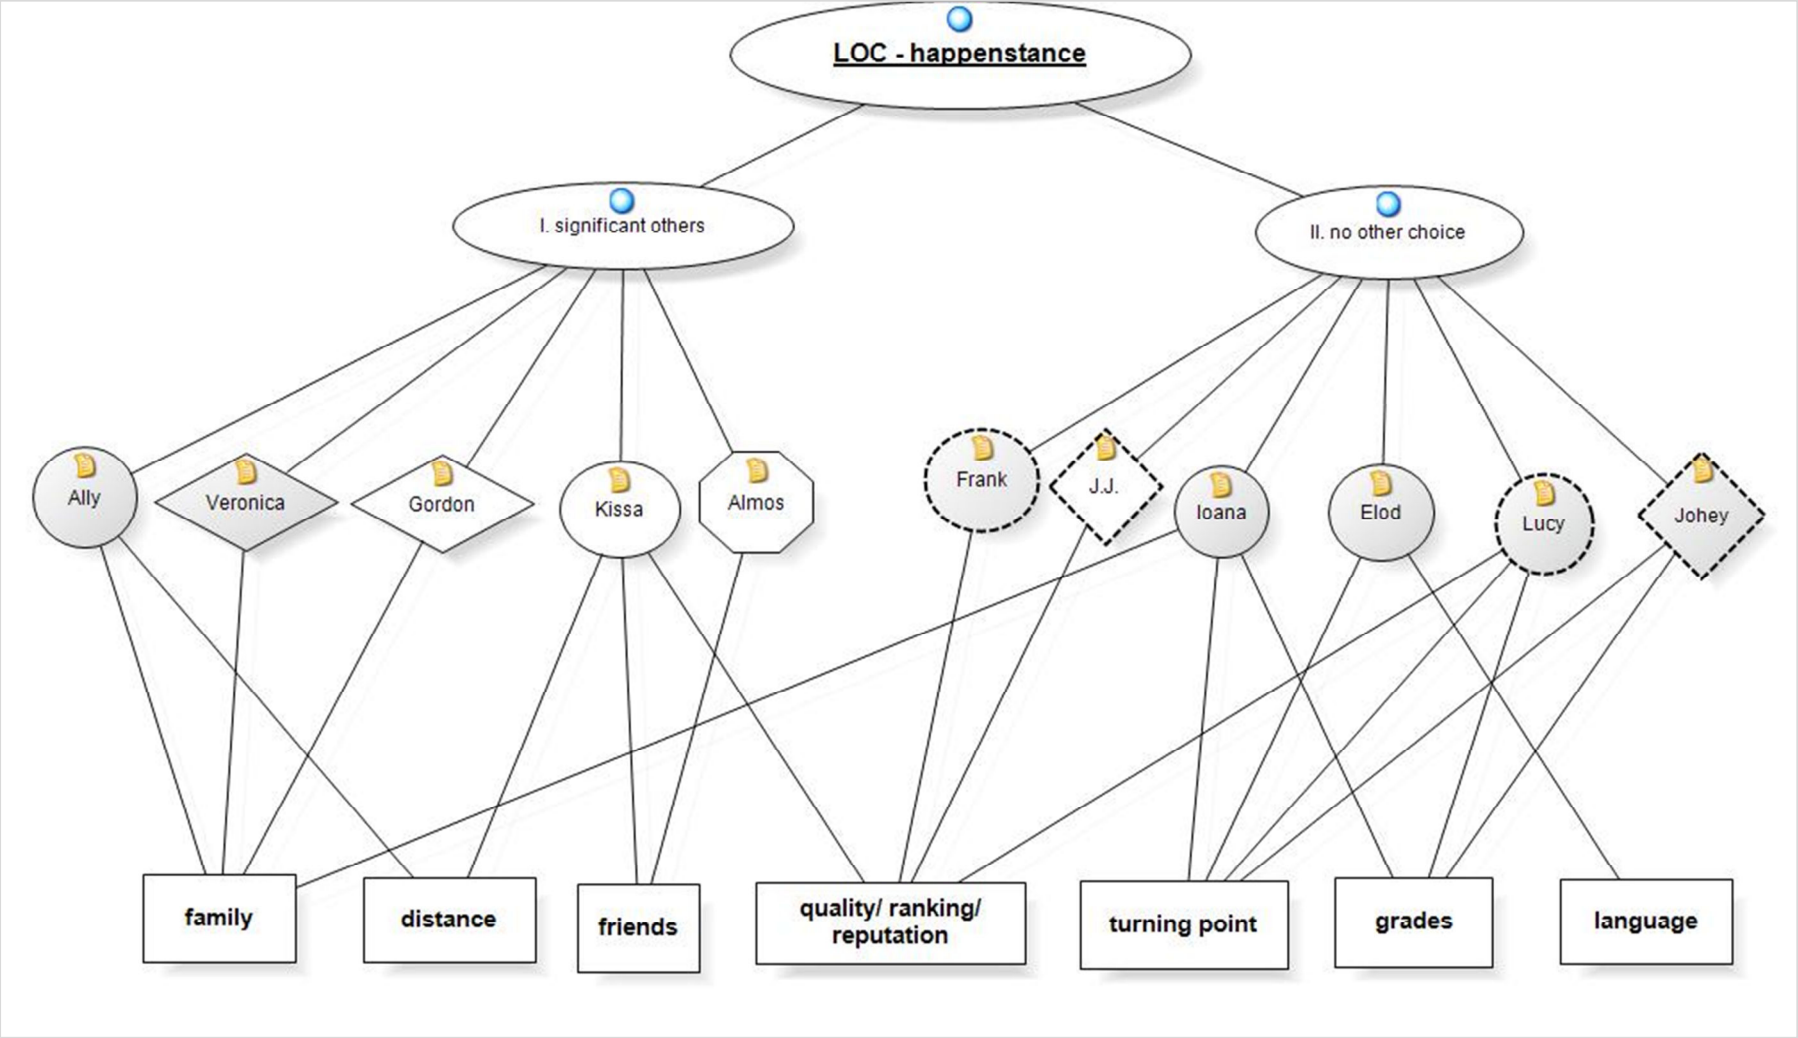 LOC - happenstance
I. significant others
II. no other choice
Ally
Veronica
Gordon
Kissa
Almos
Frank
J.J.
Ioana
Elod
Lucy
Johey
family
distance
friends
quality/ ranking/
reputation
turning point
grades
language